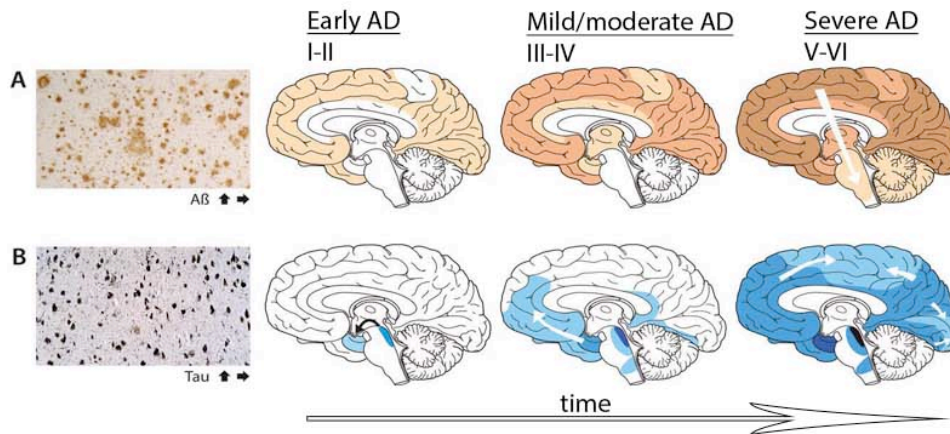 Early AD
I-II
Mild/moderate AD
III-IV
Severe AD
V-VI
A
Aß ⬆ ➡
B
Tau ⬆ ➡
time